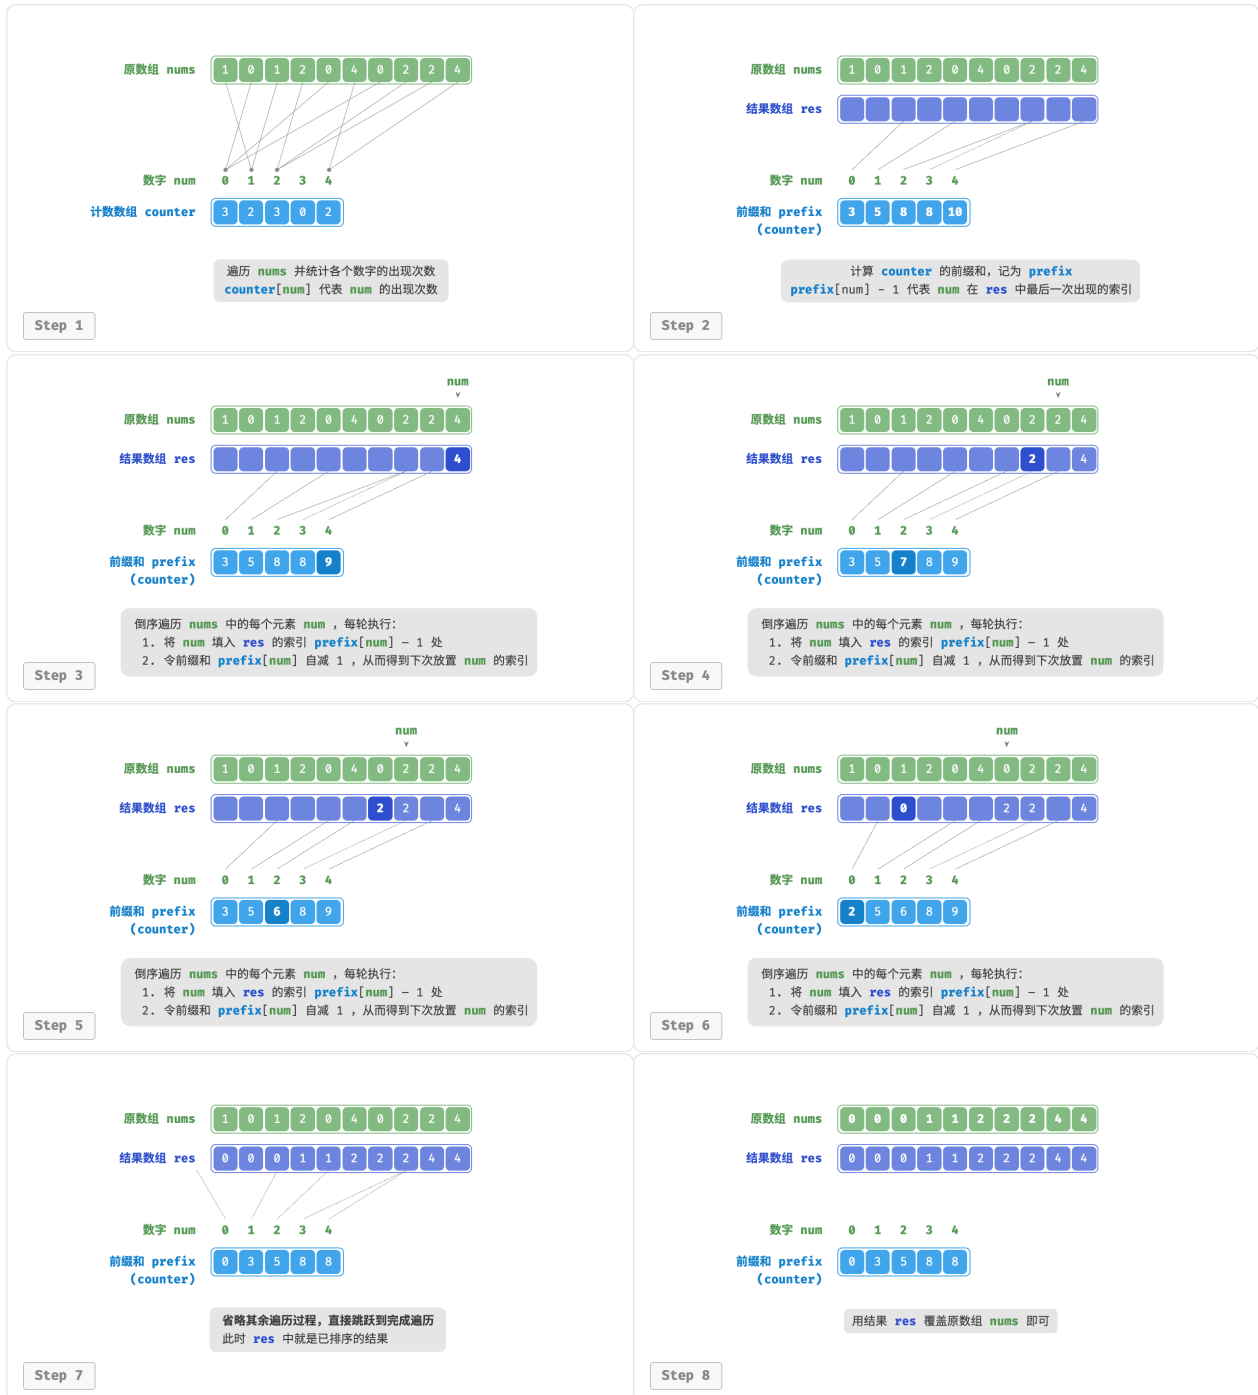 原数组 nums 1 0 1 2 0 4 0 2 2 4
数字 num 0 1 2 3 4
计数数组 counter 3 2 3 0 2
遍历 nums 并统计各个数字的出现次数
counter[num] 代表 num 的出现次数
Step 1
原数组 nums 1 0 1 2 0 4 0 2 2 4
结果数组 res
数字 num 0 1 2 3 4
前缀和 prefix 3 5 8 8 10
(counter)
计算 counter 的前缀和，记为 prefix
prefix[num] - 1 代表 num 在 res 中最后一次出现的索引
Step 2
num
原数组 nums 1 0 1 2 0 4 0 2 2 4
结果数组 res 4
数字 num 0 1 2 3 4
前缀和 prefix 3 5 8 8 9
(counter)
倒序遍历 nums 中的每个元素 num ，每轮执行：
1. 将 num 填入 res 的索引 prefix[num] – 1 处
2. 令前缀和 prefix[num] 自减 1 ，从而得到下次放置 num 的索引
Step 3
num
原数组 nums 1 0 1 2 0 4 0 2 2 4
结果数组 res 2 4
数字 num 0 1 2 3 4
前缀和 prefix 3 5 7 8 9
(counter)
倒序遍历 nums 中的每个元素 num ，每轮执行：
1. 将 num 填入 res 的索引 prefix[num] – 1 处
2. 令前缀和 prefix[num] 自减 1 ，从而得到下次放置 num 的索引
Step 4
num
原数组 nums 1 0 1 2 0 4 0 2 2 4
结果数组 res 2 2 4
数字 num 0 1 2 3 4
前缀和 prefix 3 5 6 8 9
(counter)
倒序遍历 nums 中的每个元素 num ，每轮执行：
1. 将 num 填入 res 的索引 prefix[num] – 1 处
2. 令前缀和 prefix[num] 自减 1 ，从而得到下次放置 num 的索引
Step 5
num
原数组 nums 1 0 1 2 0 4 0 2 2 4
结果数组 res 0 2 2 4
数字 num 0 1 2 3 4
前缀和 prefix 2 5 6 8 9
(counter)
倒序遍历 nums 中的每个元素 num ，每轮执行：
1. 将 num 填入 res 的索引 prefix[num] – 1 处
2. 令前缀和 prefix[num] 自减 1 ，从而得到下次放置 num 的索引
Step 6
原数组 nums 1 0 1 2 0 4 0 2 2 4
结果数组 res 0 0 0 1 1 2 2 2 4 4
数字 num 0 1 2 3 4
前缀和 prefix 0 3 5 8 8
(counter)
省略其余遍历过程，直接跳跃到完成遍历
此时 res 中就是已排序的结果
Step 7
原数组 nums 0 0 0 1 1 2 2 2 4 4
结果数组 res 0 0 0 1 1 2 2 2 4 4
数字 num 0 1 2 3 4
前缀和 prefix 0 3 5 8 8
(counter)
用结果 res 覆盖原数组 nums 即可
Step 8